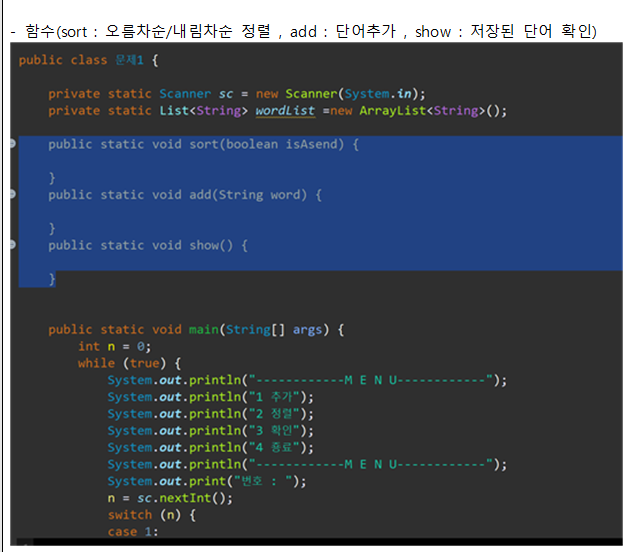 - 함수(sort : 오름차순/내림차순 정렬 , add : 단어추가 , show : 저장된 단어 확인)
public class 문제1 {
private static Scanner sc = new Scanner(System.in);
private static List<String> wordList =new ArrayList<String>();
public static void sort(boolean isAsend) {
}
public static void add(String word) {
}
public static void show() {
}
public static void main(String[] args) {
int n = 0;
while (true) {
System.out.println("------------M E N U------------");
System.out.println("1 추가");
System.out.println("2 정렬");
System.out.println("3 확인");
System.out.println("4 종료");
System.out.println("------------M E N U------------");
System.out.print("번호 : ");
n = sc.nextInt();
switch (n) {
case 1: